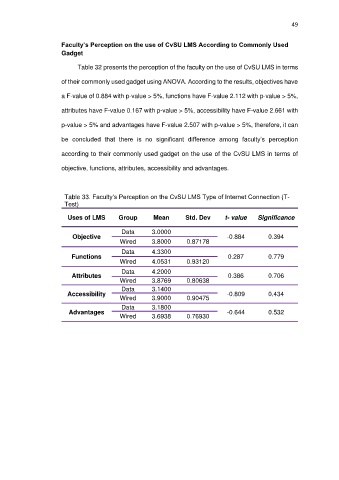 49
Faculty's Perception on the use of CvSU LMS According to Commonly Used
Gadget
Table 32 presents the perception of the faculty on the use of CvSU LMS in terms
of their commonly used gadget using ANOVA. According to the results, objectives have
a F-value of 0.884 with p-value > 5%, functions have F-value 2.112 with p-value > 5%,
attributes have F-value 0.167 with p-value > 5%, accessibility have F-value 2.661 with
p-value > 5% and advantages have F-value 2.507 with p-value > 5%, therefore, it can
be concluded that there is no significant difference among faculty's perception
according to their commonly used gadget on the use of the CvSU LMS in terms of
objective, functions, attributes, accessibility and advantages.
Table 33. Faculty's Perception on the CvSU LMS Type of Internet Connection (T-
Test)
Uses of LMS Group Mean Std. Dev t- value Significance
Objective Data 3.0000 -0.884 0.394
Wired 3.8000 0.87178
Functions Data 4.3300 0.287 0.779
Wired 4.0531 0.93120
Attributes Data 4.2000 0.386 0.706
Wired 3.8769 0.80638
Accessibility Data 3.1400 -0.809 0.434
Wired 3.9000 0.90475
Advantages Data 3.1800 -0.644 0.532
Wired 3.6938 0.76930